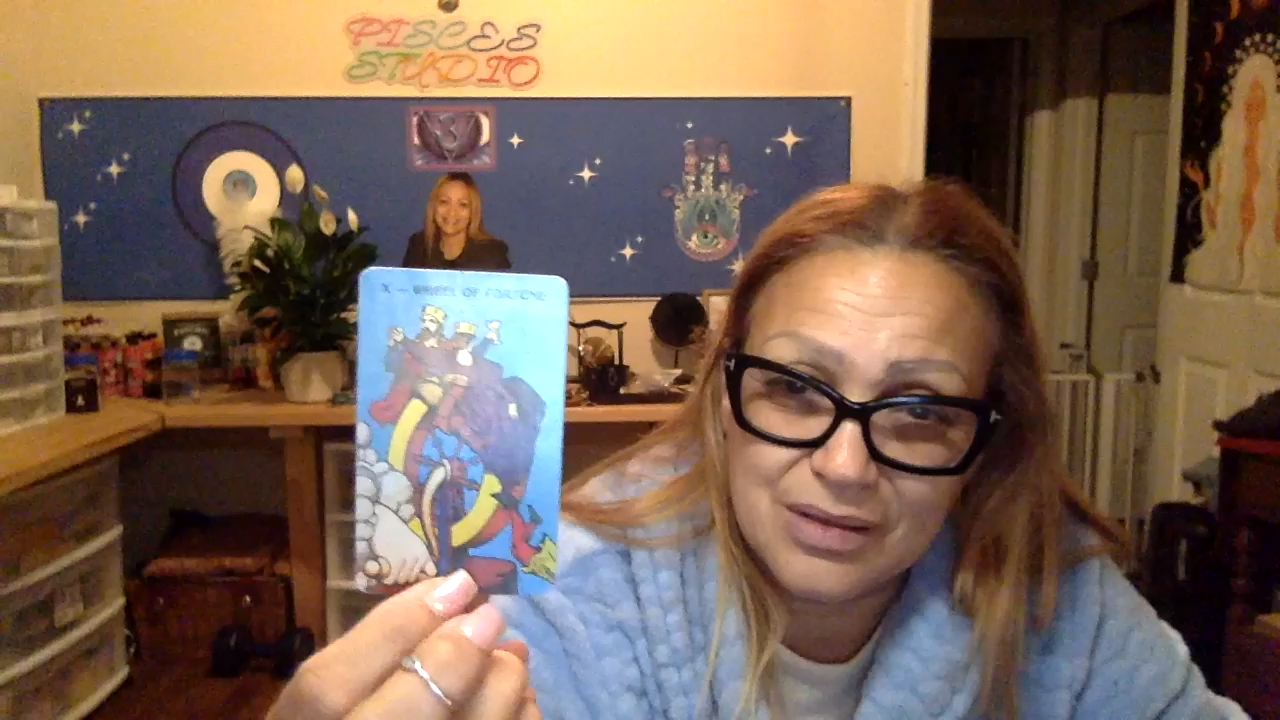 PISCES
STUDIO
X — WHEEL OF FORTUNE